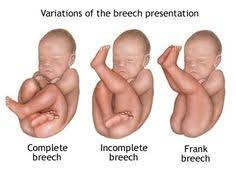 Variations of the breech presentation
Complete
breech
Incomplete
breech
Frank
breech